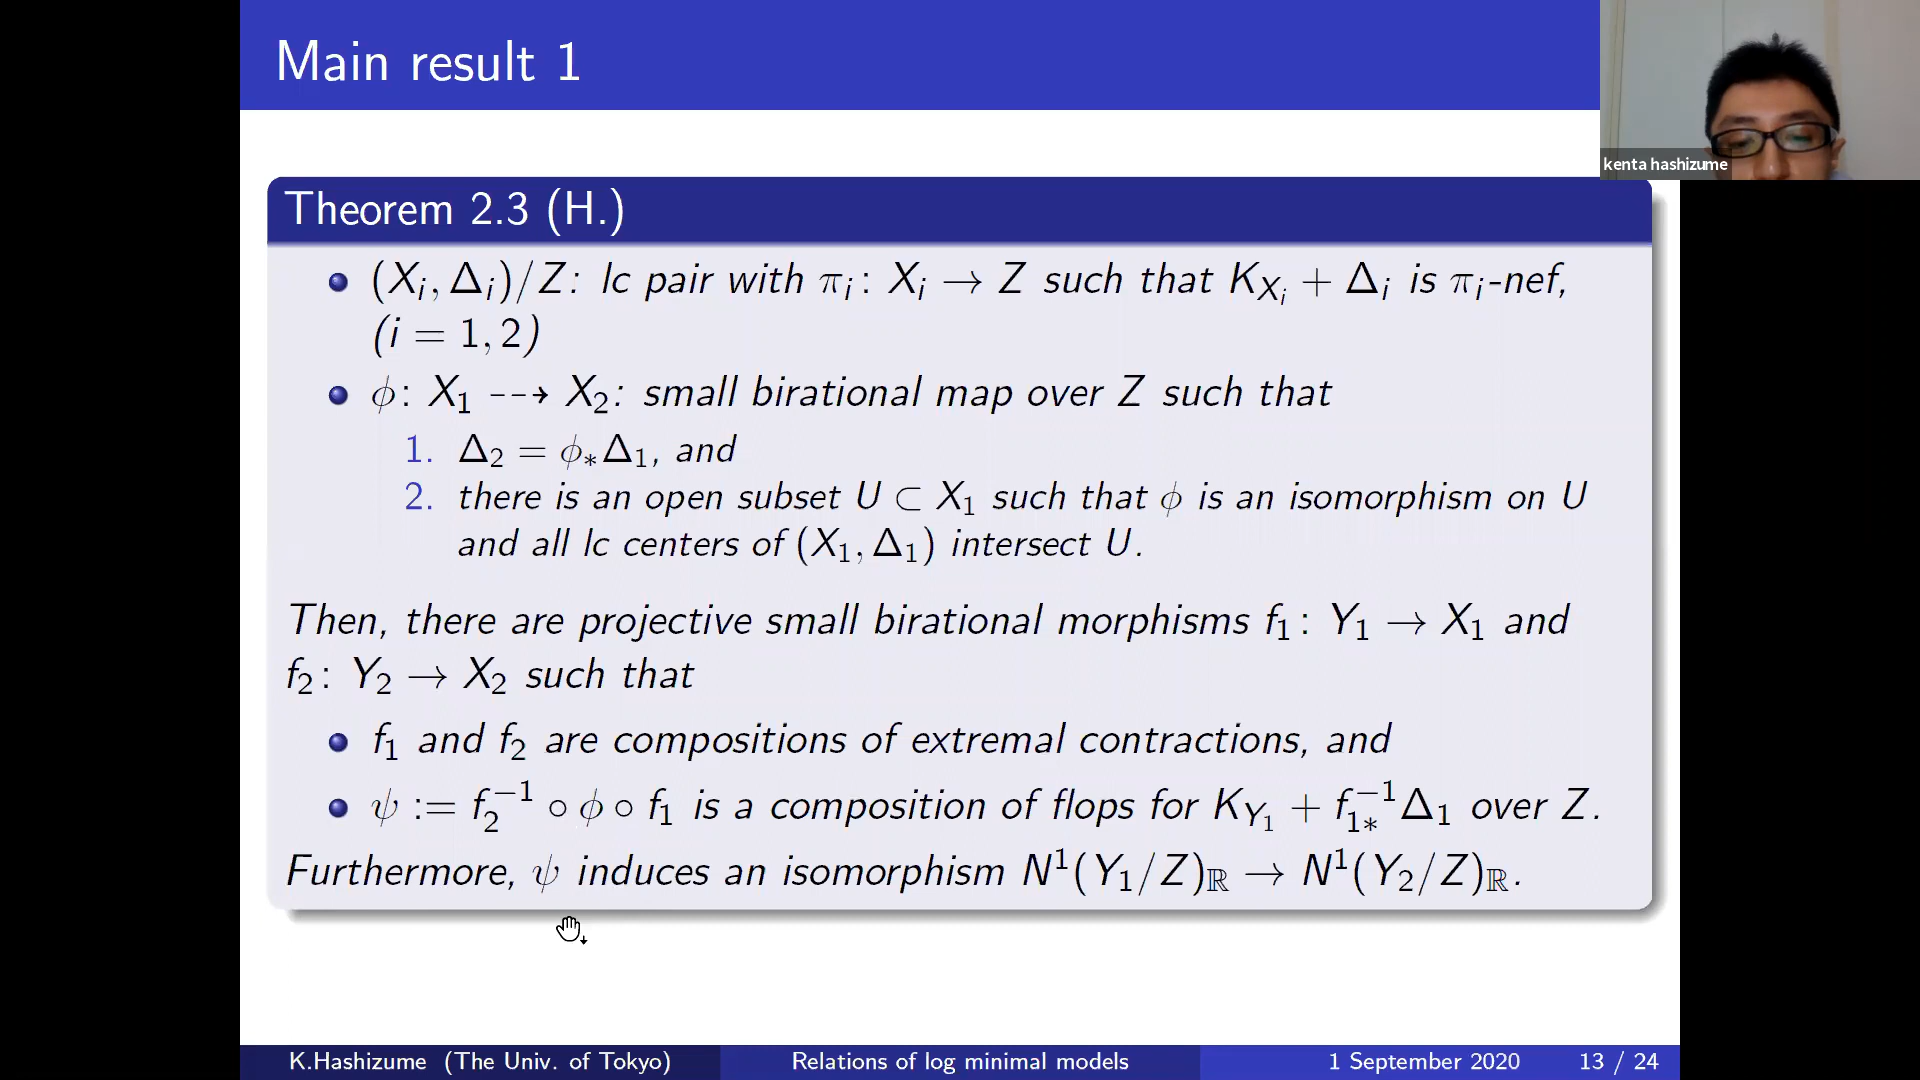 Main result 1
kenta hashizume
Theorem 2.3 (H.)
(X_i, Δ_i)/Z: lc pair with π_i: X_i → Z such that K_{X_i} + Δ_i is π_i-nef,
(i = 1, 2)
ϕ: X_1 ⇢ X_2: small birational map over Z such that
1. Δ_2 = ϕ_*Δ_1, and
2. there is an open subset U ⊂ X_1 such that ϕ is an isomorphism on U
and all lc centers of (X_1, Δ_1) intersect U.
Then, there are projective small birational morphisms f_1: Y_1 → X_1 and
f_2: Y_2 → X_2 such that
f_1 and f_2 are compositions of extremal contractions, and
ψ := f_2^{-1} ∘ ϕ ∘ f_1 is a composition of flops for K_{Y_1} + f_{1*}^{-1}Δ_1 over Z.
Furthermore, ψ induces an isomorphism N^1(Y_1/Z)_ℝ → N^1(Y_2/Z)_ℝ.
K.Hashizume (The Univ. of Tokyo) Relations of log minimal models 1 September 2020 13 / 24